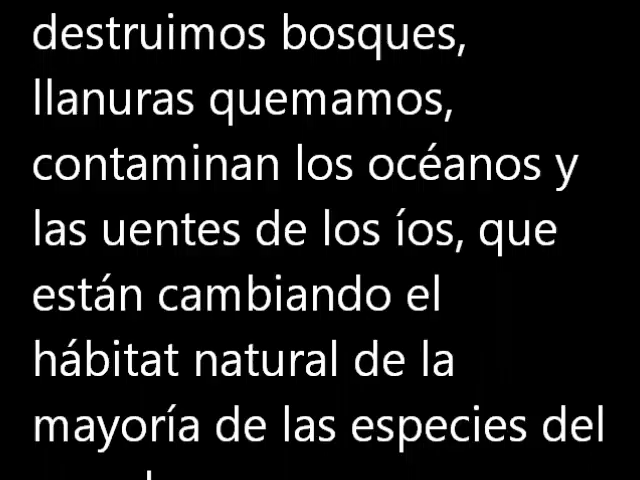 destruimos bosques,
llanuras quemamos,
contaminan los océanos y
las uentes de los íos, que
están cambiando el
hábitat natural de la
mayoría de las especies del